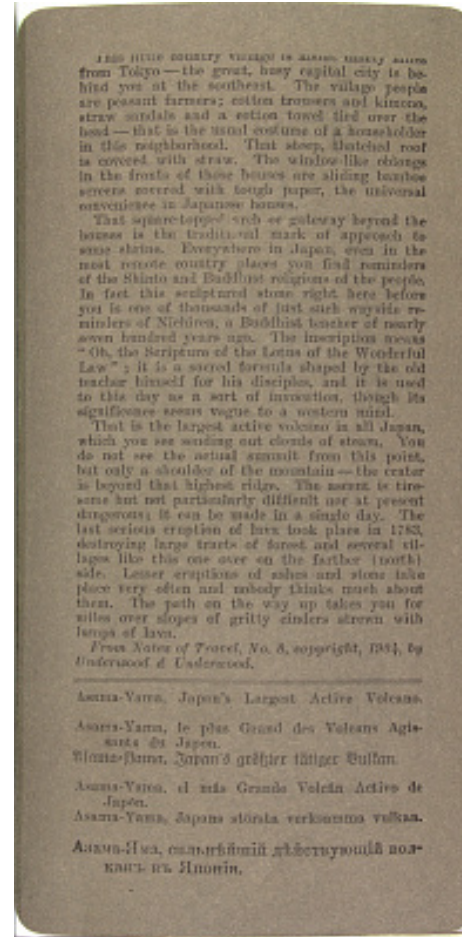 This little country village is about ninety miles
from Tokyo — the great, busy capital city is be-
hind you at the southeast. The village people
are peasant farmers; cotton trousers and kimono,
straw sandals and a cotton towel tied over the
head — that is the usual costume of a householder
in this neighborhood. That steep, thatched roof
is covered with straw. The window-like oblongs
in the fronts of those houses are sliding bamboo
screens covered with tough paper, the universal
convenience in Japanese houses.
That square-topped arch or gateway beyond the
houses is the traditional mark of approach to
some shrine. Everywhere in Japan, even in the
most remote country places you find reminders
of the Shinto and Buddhist religions of the people.
In fact this sculptured stone right here before
you is one of thousands of just such wayside re-
minders of Nichiren, a Buddhist teacher of nearly
seven hundred years ago. The inscription means
"Oh, the Scripture of the Lotus of the Wonderful
Law"; it is a sacred formula shaped by the old
teacher himself for his disciples, and it is used
to this day as a sort of invocation, though its
significance seems vague to a western mind.
That is the largest active volcano in all Japan,
which you see sending out clouds of steam. You
do not see the actual summit from this point,
but only a shoulder of the mountain — the crater
is beyond that highest ridge. The ascent is tire-
some but not particularly difficult nor at present
dangerous; it can be made in a single day. The
last serious eruption of lava took place in 1783,
destroying large tracts of forest and several vil-
lages like this one over on the farther (north)
side. Lesser eruptions of ashes and stone take
place very often and nobody thinks much about
them. The path on the way up takes you for
miles over slopes of gritty cinders strewn with
lumps of lava.
From Notes of Travel, No. 8, copyright, 1904, by
Underwood & Underwood.
Asama-Yama, Japan's Largest Active Volcano.
Asama-Yama, le plus Grand des Volcans Agis-
sants du Japon.
Asama-Yama, Japan's größter tätiger Vulkan.
Asama-Yama, el más Grande Volcán Activo de
Japón.
Asama-Yama, Japans största verksamma vulkan.
Азама-Яма, сильнѣйшій дѣйствующій вол-
канъ въ Японіи.